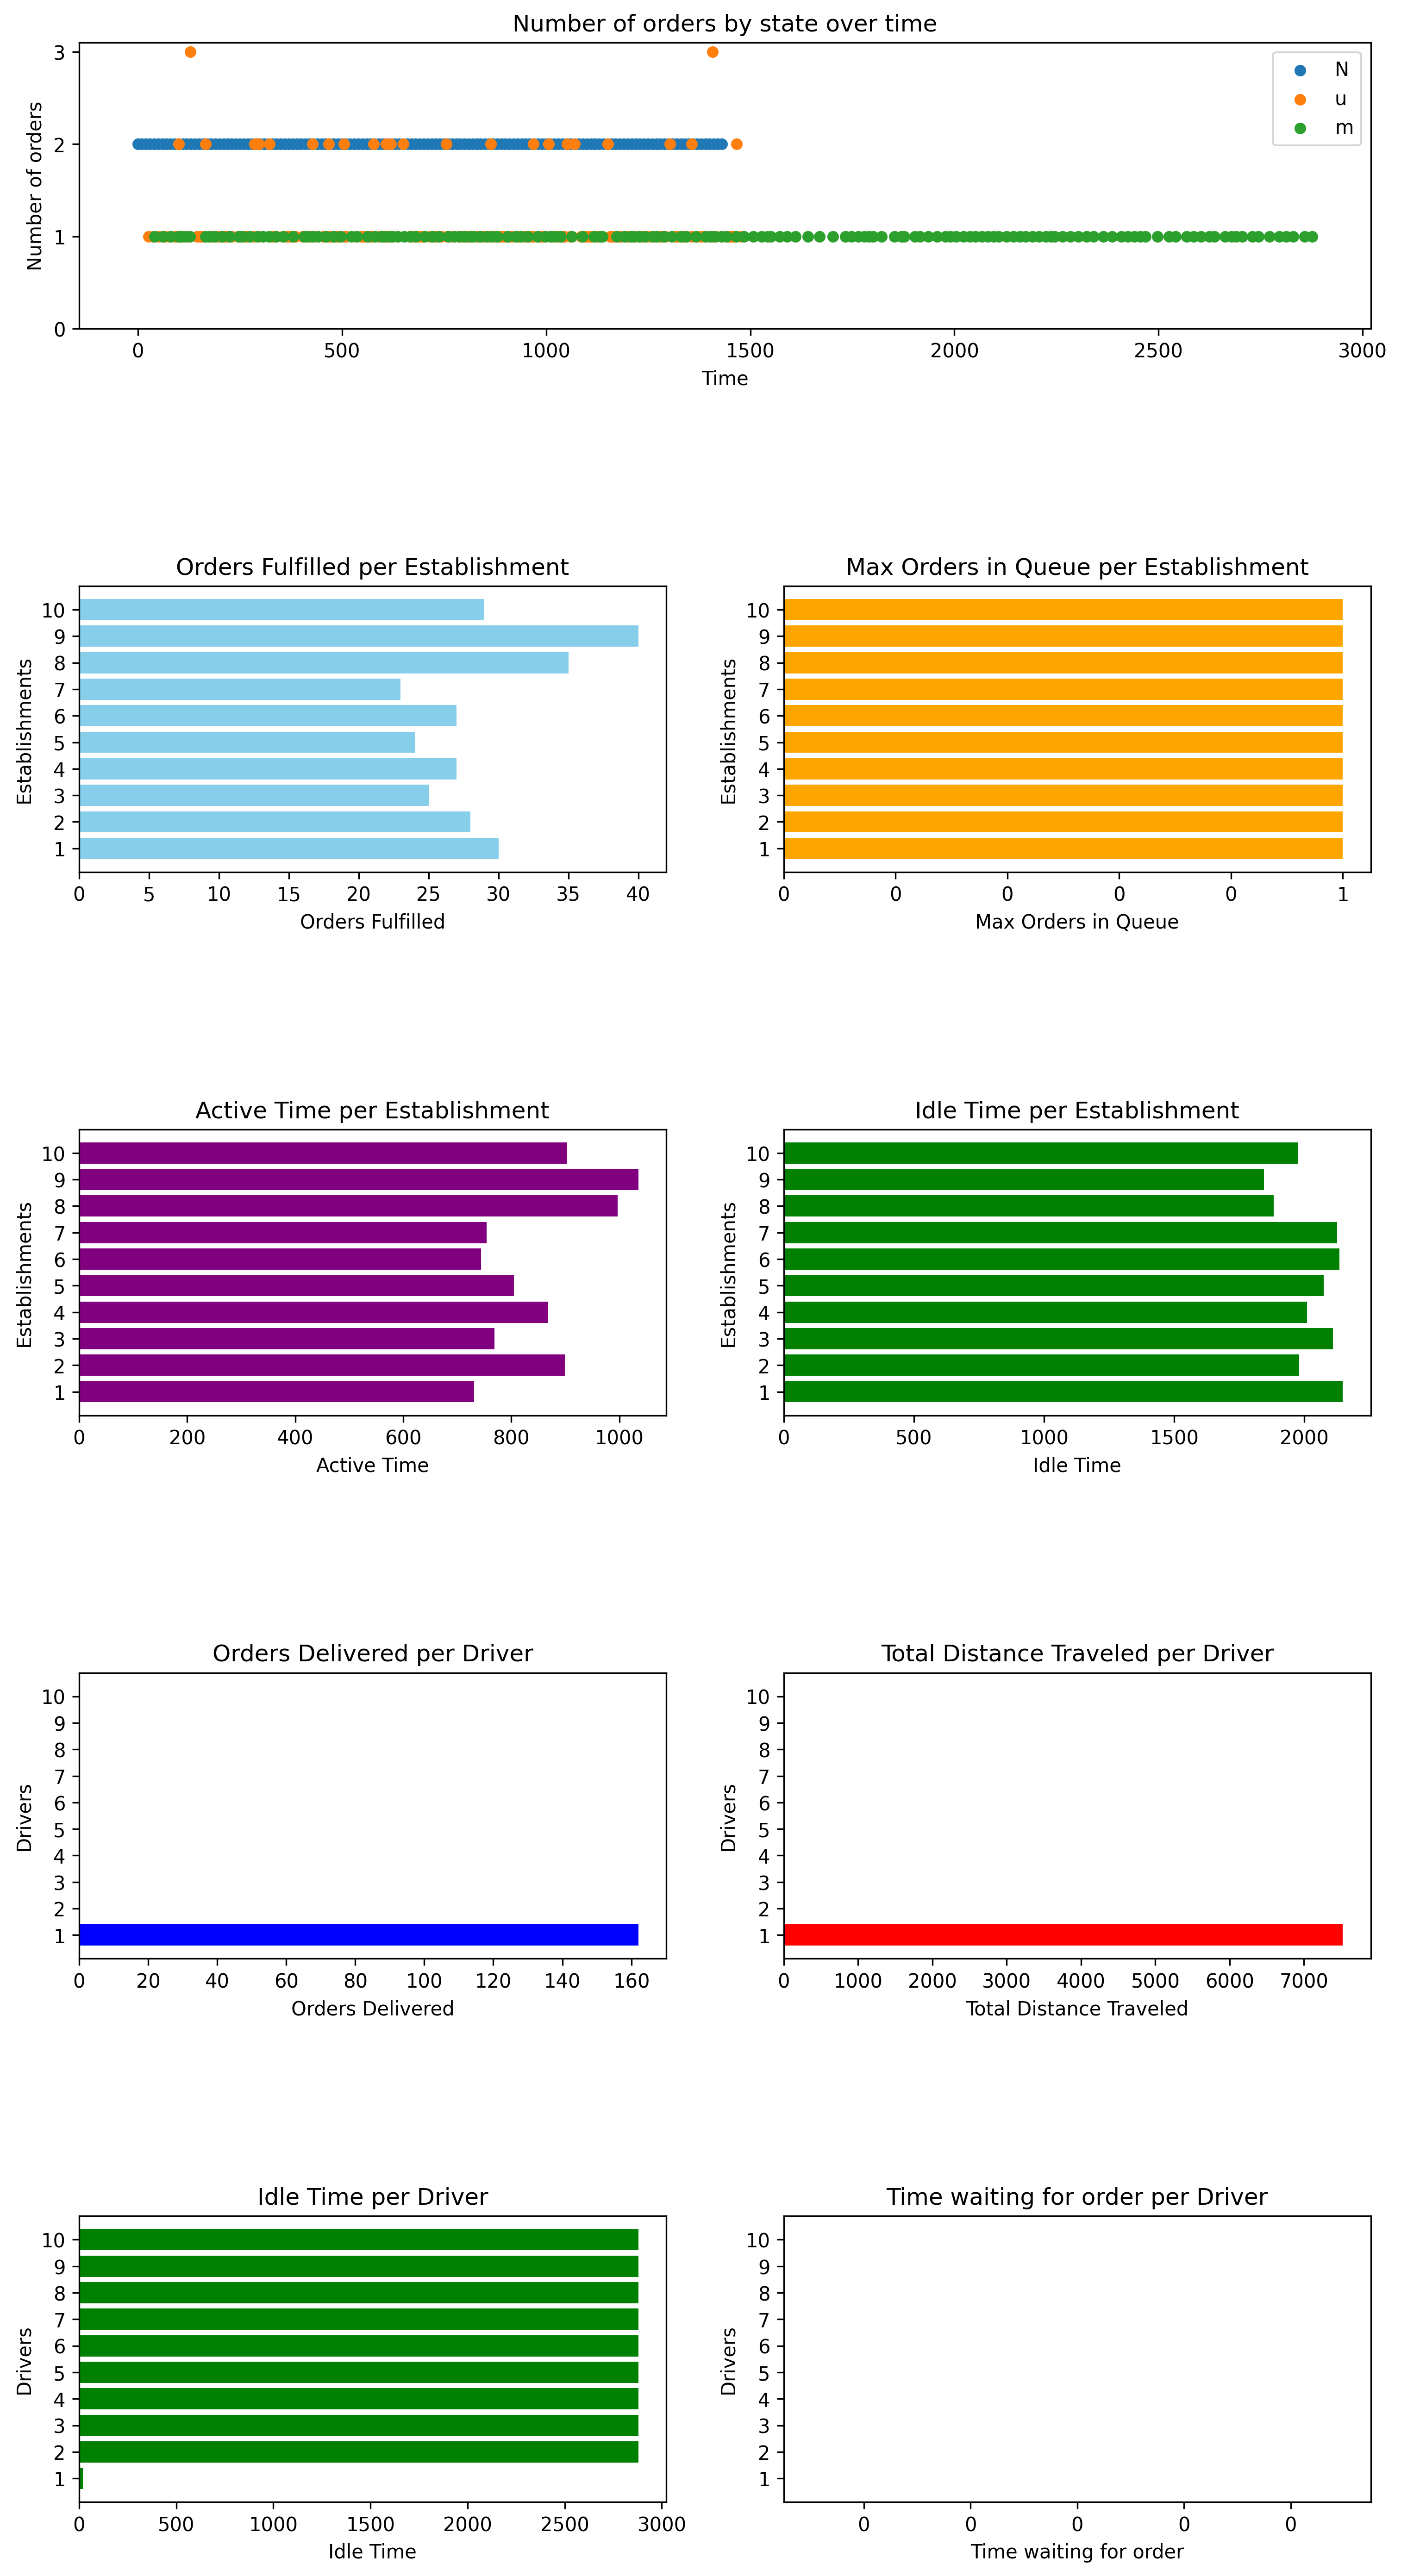 Number of orders by state over time
Number of orders
3
2
1
0
N
u
m
0 500 1000 1500 2000 2500 3000
Time
Orders Fulfilled per Establishment
Establishments
10
9
8
7
6
5
4
3
2
1
0 5 10 15 20 25 30 35 40
Orders Fulfilled
Max Orders in Queue per Establishment
Establishments
10
9
8
7
6
5
4
3
2
1
0 0 0 0 0 1
Max Orders in Queue
Active Time per Establishment
Establishments
10
9
8
7
6
5
4
3
2
1
0 200 400 600 800 1000
Active Time
Idle Time per Establishment
Establishments
10
9
8
7
6
5
4
3
2
1
0 500 1000 1500 2000
Idle Time
Orders Delivered per Driver
Drivers
10
9
8
7
6
5
4
3
2
1
0 20 40 60 80 100 120 140 160
Orders Delivered
Total Distance Traveled per Driver
Drivers
10
9
8
7
6
5
4
3
2
1
0 1000 2000 3000 4000 5000 6000 7000
Total Distance Traveled
Idle Time per Driver
Drivers
10
9
8
7
6
5
4
3
2
1
0 500 1000 1500 2000 2500 3000
Idle Time
Time waiting for order per Driver
Drivers
10
9
8
7
6
5
4
3
2
1
0 0 0 0 0
Time waiting for order